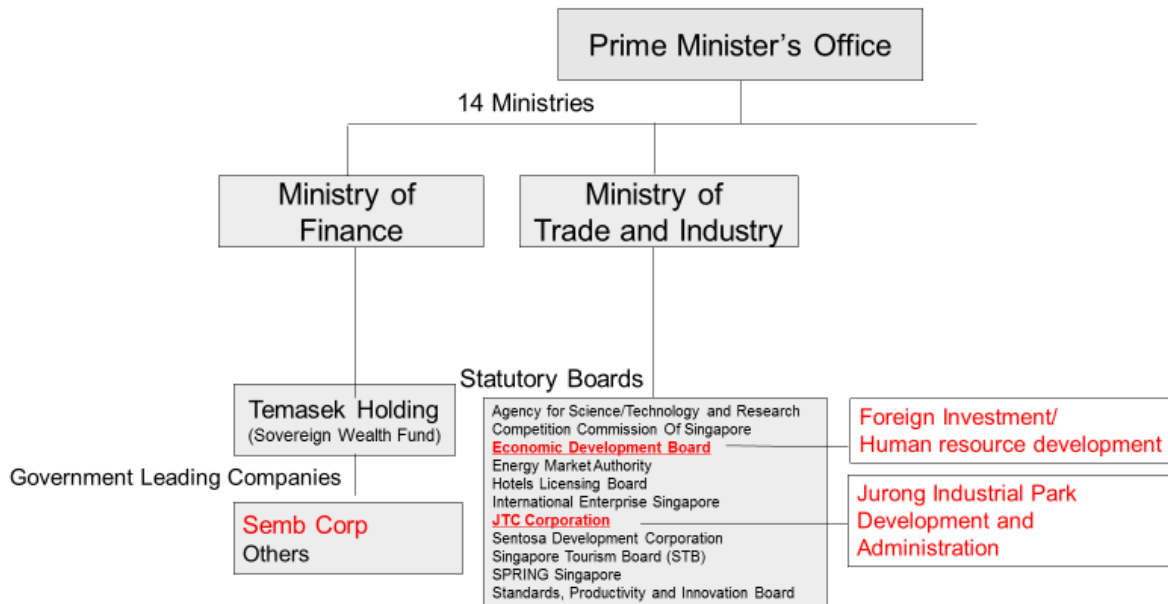 Prime Minister's Office
14 Ministries
Ministry of
Finance
Ministry of
Trade and Industry
Statutory Boards
Temasek Holding
(Sovereign Wealth Fund)
Government Leading Companies
Semb Corp
Others
Agency for Science/Technology and Research
Competition Commission Of Singapore
Economic Development Board
Energy Market Authority
Hotels Licensing Board
International Enterprise Singapore
JTC Corporation
Sentosa Development Corporation
Singapore Tourism Board (STB)
SPRING Singapore
Standards, Productivity and Innovation Board
Foreign Investment/
Human resource development
Jurong Industrial Park
Development and
Administration